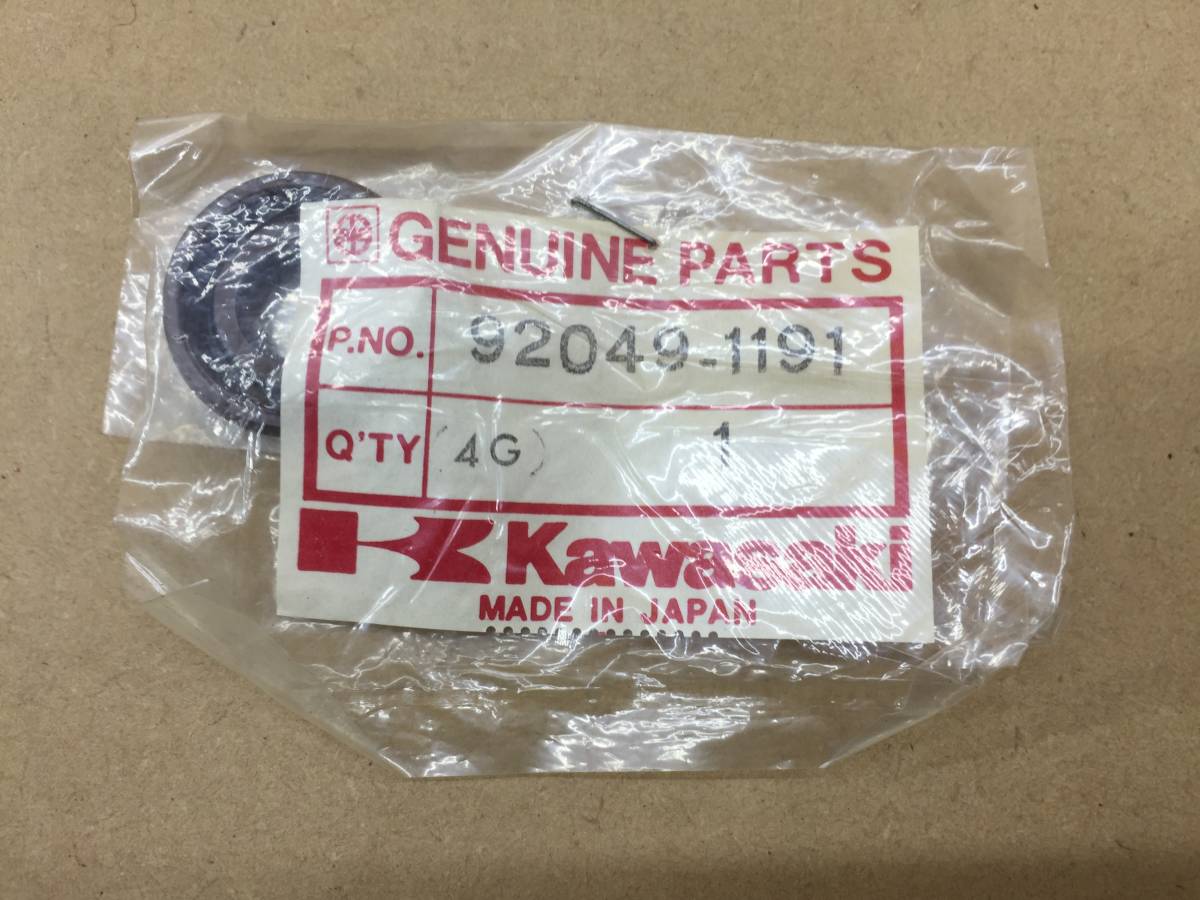 GENUINE PARTS
P.NO. 92049-1191
Q'TY (4G) 1
Kawasaki
MADE IN JAPAN